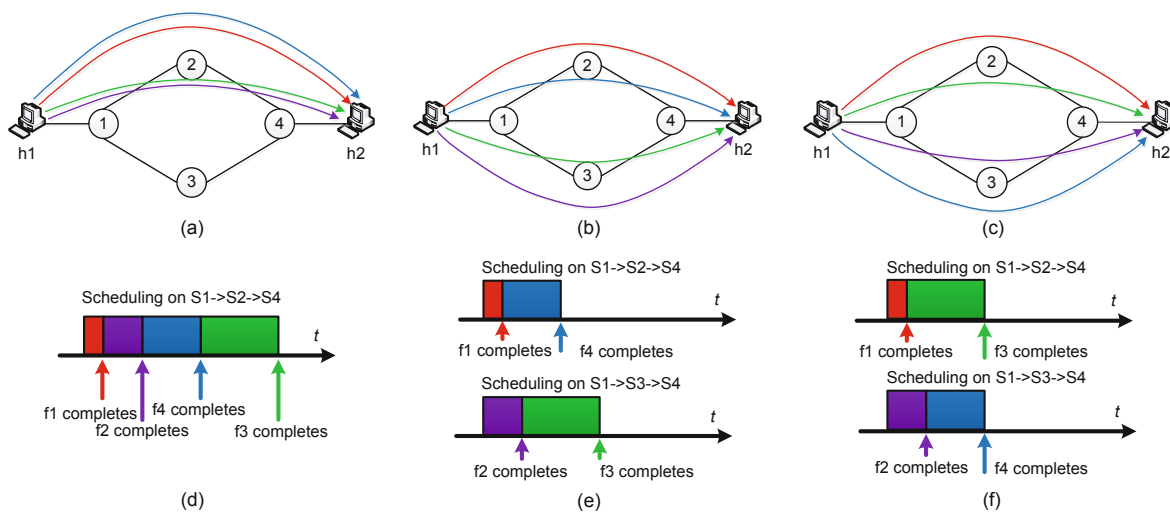 2
1
4
3
h1
h2
(a)
2
1
4
3
h1
h2
(b)
2
1
4
3
h1
h2
(c)
Scheduling on S1->S2->S4
t
f1 completes
f2 completes
f4 completes
f3 completes
(d)
Scheduling on S1->S2->S4
t
f1 completes
f4 completes
Scheduling on S1->S3->S4
t
f2 completes
f3 completes
(e)
Scheduling on S1->S2->S4
t
f1 completes
f3 completes
Scheduling on S1->S3->S4
t
f2 completes
f4 completes
(f)